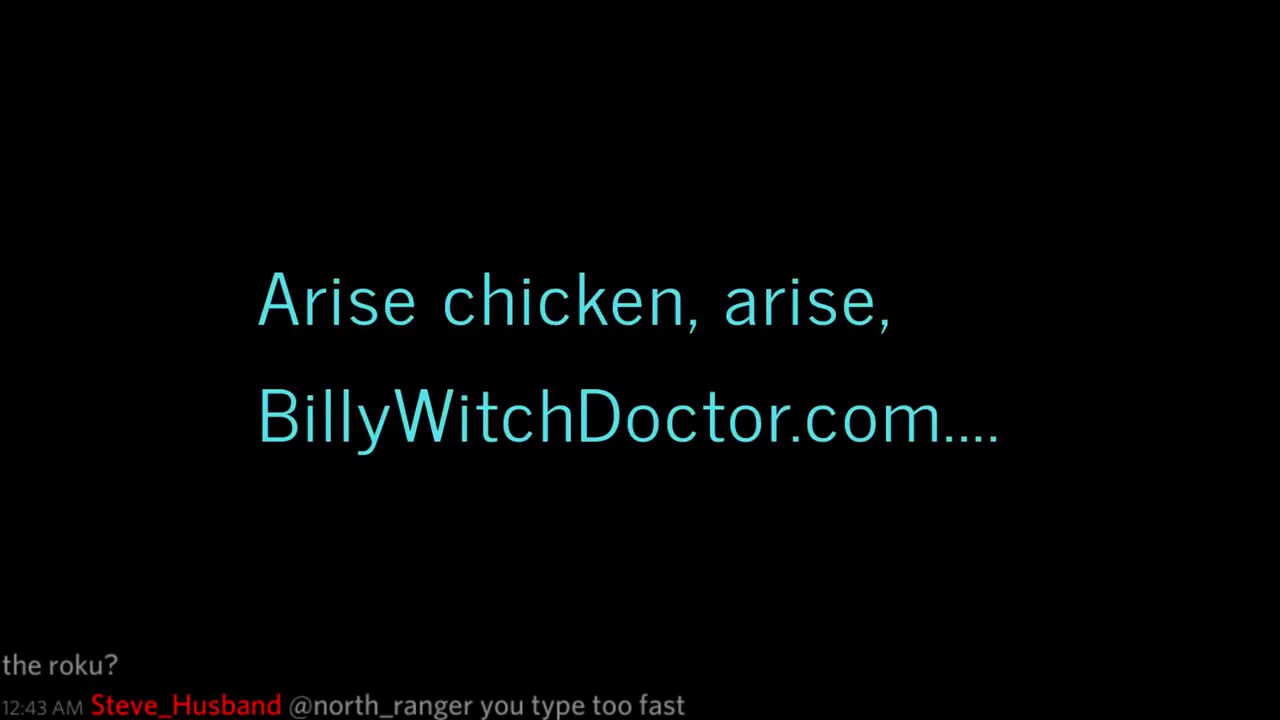 Arise chicken, arise,
BillyWitchDoctor.com....
the roku?
12:43 AM Steve_Husband @north_ranger you type too fast